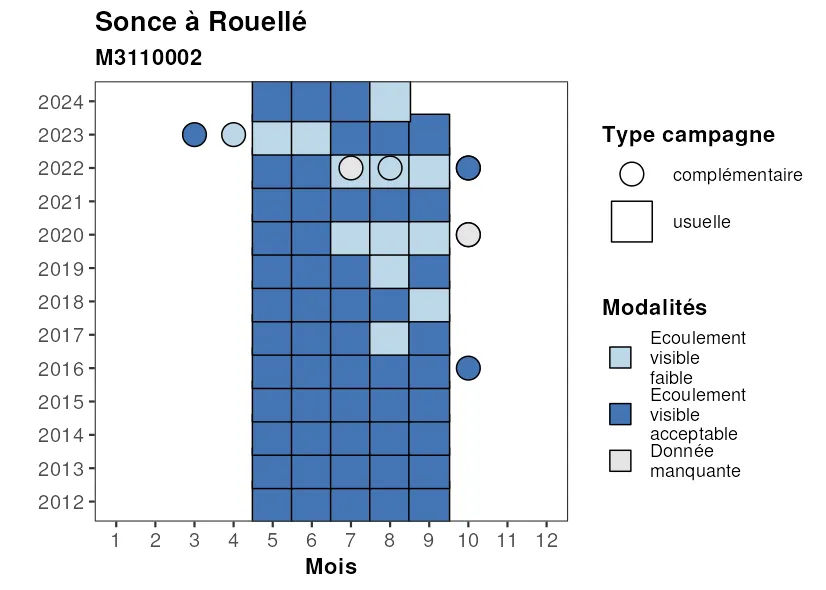 Sonce à Rouellé
M3110002
2024
2023
2022
2021
2020
2019
2018
2017
2016
2015
2014
2013
2012
1 2 3 4 5 6 7 8 9 10 11 12
Mois
Type campagne
complémentaire
usuelle
Modalités
Ecoulement
visible
faible
Ecoulement
visible
acceptable
Donnée
manquante